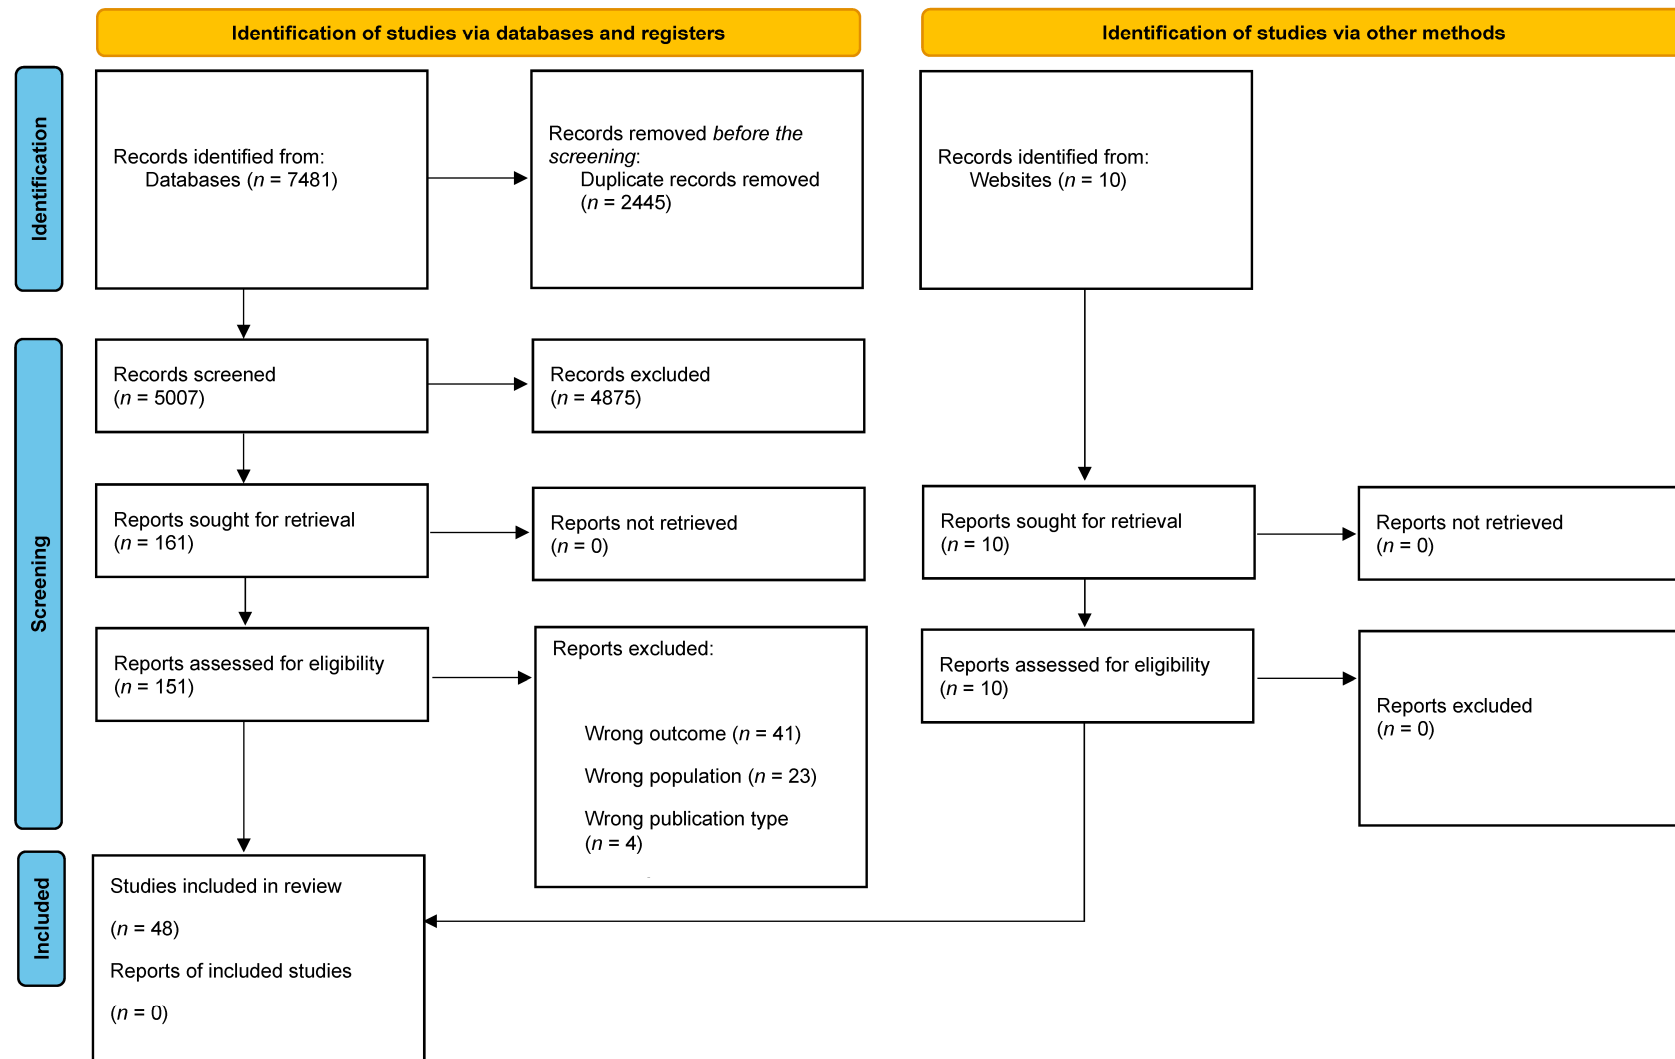 Identification of studies via databases and registers
Identification of studies via other methods
Identification
Records identified from:
Databases (n = 7481)
Records removed before the
screening:
Duplicate records removed
(n = 2445)
Records identified from:
Websites (n = 10)
Screening
Records screened
(n = 5007)
Records excluded
(n = 4875)
Reports sought for retrieval
(n = 161)
Reports not retrieved
(n = 0)
Reports sought for retrieval
(n = 10)
Reports not retrieved
(n = 0)
Reports assessed for eligibility
(n = 151)
Reports excluded:
Wrong outcome (n = 41)
Wrong population (n = 23)
Wrong publication type
(n = 4)
Reports assessed for eligibility
(n = 10)
Reports excluded
(n = 0)
Included
Studies included in review
(n = 48)
Reports of included studies
(n = 0)